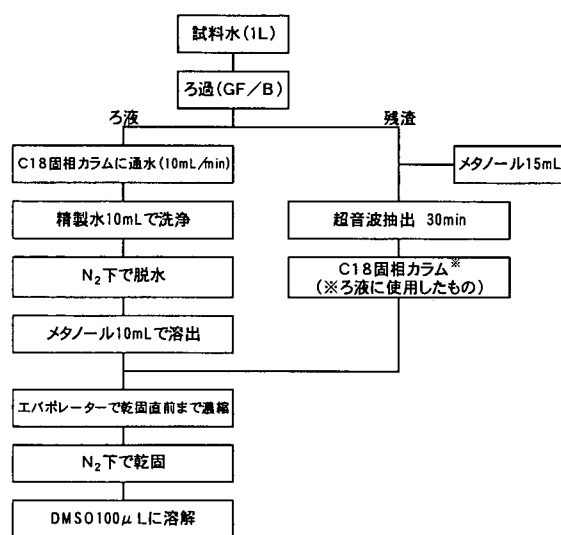 試料水(1L)
ろ過(GF/B)
ろ液
残渣
C18固相カラムに通水(10mL/min)
メタノール15mL
精製水10mLで洗浄
超音波抽出 30min
N₂下で脱水
C18固相カラム※
(※ろ液に使用したもの)
メタノール10mLで溶出
エバポレーターで乾固直前まで濃縮
N₂下で乾固
DMSO100μLに溶解